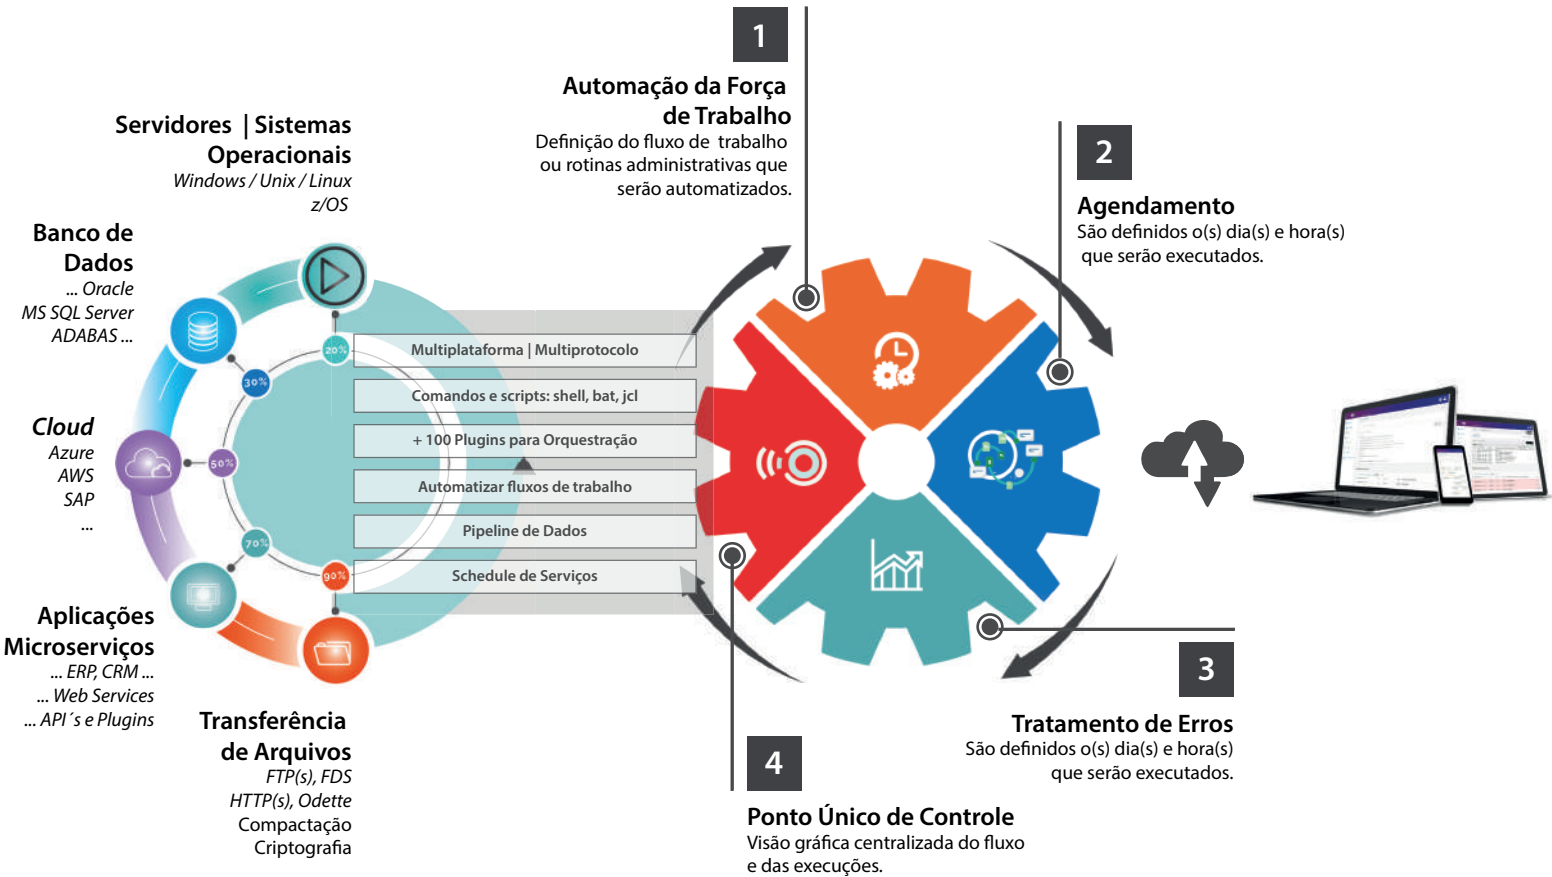 1
Automação da Força
de Trabalho
Definição do fluxo de trabalho
ou rotinas administrativas que
serão automatizados.
2
Agendamento
São definidos o(s) dia(s) e hora(s)
que serão executados.
Servidores | Sistemas
Operacionais
Windows / Unix / Linux
z/OS
Banco de
Dados
... Oracle
MS SQL Server
ADABAS ...
Cloud
Azure
AWS
SAP
...
Aplicações
Microserviços
... ERP, CRM ...
... Web Services
... API´s e Plugins
Transferência
de Arquivos
FTP(s), FDS
HTTP(s), Odette
Compactação
Criptografia
20%
30%
50%
70%
90%
Multiplataforma | Multiprotocolo
Comandos e scripts: shell, bat, jcl
+ 100 Plugins para Orquestração
Automatizar fluxos de trabalho
Pipeline de Dados
Schedule de Serviços
3
Tratamento de Erros
São definidos o(s) dia(s) e hora(s)
que serão executados.
4
Ponto Único de Controle
Visão gráfica centralizada do fluxo
e das execuções.